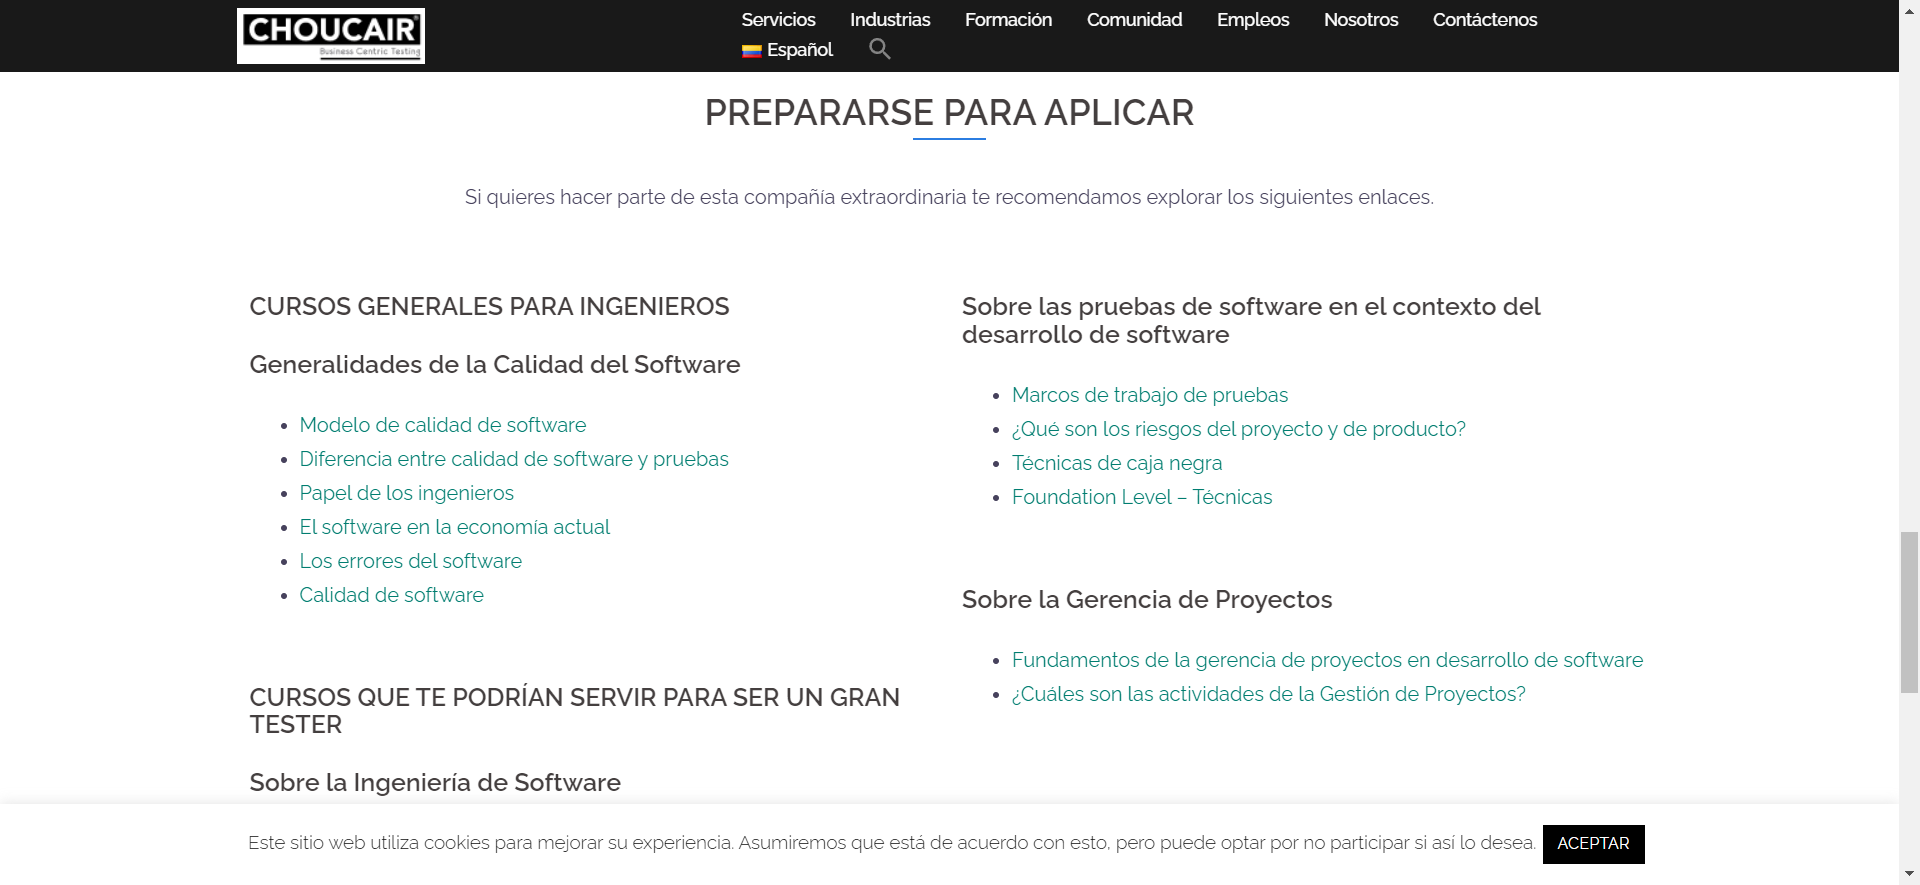 CHOUCAIR®
Business Centric Testing
Servicios Industrias Formación Comunidad Empleos Nosotros Contáctenos
Español
PREPARARSE PARA APLICAR
Si quieres hacer parte de esta compañía extraordinaria te recomendamos explorar los siguientes enlaces.
CURSOS GENERALES PARA INGENIEROS
Generalidades de la Calidad del Software
Modelo de calidad de software
Diferencia entre calidad de software y pruebas
Papel de los ingenieros
El software en la economía actual
Los errores del software
Calidad de software
CURSOS QUE TE PODRÍAN SERVIR PARA SER UN GRAN
TESTER
Sobre la Ingeniería de Software
Sobre las pruebas de software en el contexto del
desarrollo de software
Marcos de trabajo de pruebas
¿Qué son los riesgos del proyecto y de producto?
Técnicas de caja negra
Foundation Level – Técnicas
Sobre la Gerencia de Proyectos
Fundamentos de la gerencia de proyectos en desarrollo de software
¿Cuáles son las actividades de la Gestión de Proyectos?
Este sitio web utiliza cookies para mejorar su experiencia. Asumiremos que está de acuerdo con esto, pero puede optar por no participar si así lo desea. ACEPTAR